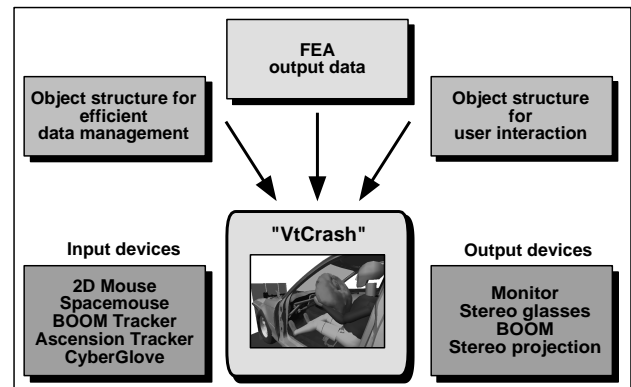 FEA
output data
Object structure for
efficient
data management
Object structure
for
user interaction
"VtCrash"
Input devices
2D Mouse
Spacemouse
BOOM Tracker
Ascension Tracker
CyberGlove
Output devices
Monitor
Stereo glasses
BOOM
Stereo projection